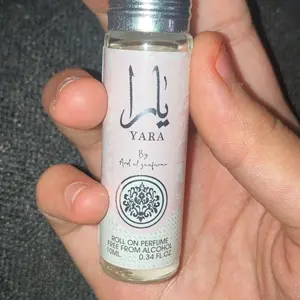 يارا
YARA
By
Ard al zaafaran
ROLL ON PERFUME
FREE FROM ALCOHOL
10ML. 0.34 FL OZ